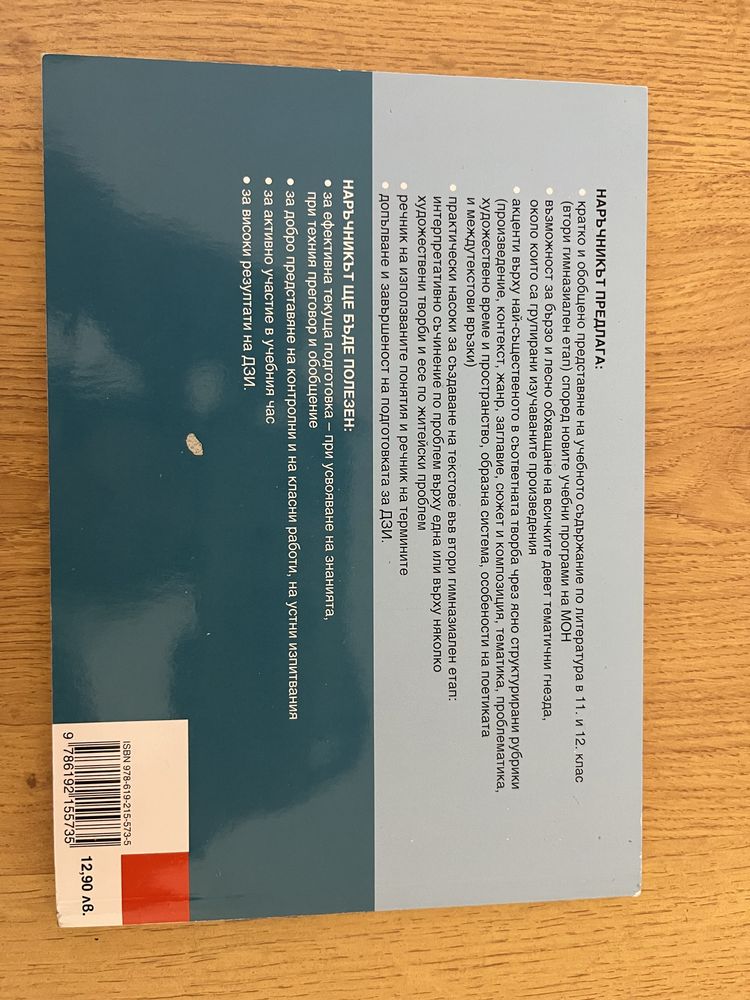 НАРЪЧНИКЪТ ПРЕДЛАГА:
• кратко и обобщено представяне на учебното съдържание по литература в 11. и 12. клас
(втори гимназиален етап) според новите учебни програми на МОН
• възможност за бързо и лесно обхващане на всичките девет тематични гнезда,
около които са групирани изучаваните произведения
• акценти върху най-същественото в съответната творба чрез ясно структурирани рубрики
(произведение, контекст, жанр, заглавие, сюжет и композиция, тематика, проблематика,
художествено време и пространство, образна система, особености на поетиката
и междутекстови връзки)
• практически насоки за създаване на текстове във втори гимназиален етап:
интерпретативно съчинение по проблем върху една или върху няколко
художествени творби и есе по житейски проблем
• речник на използваните понятия и речник на термините
• допълване и завършеност на подготовката за ДЗИ.
НАРЪЧНИКЪТ ЩЕ БЪДЕ ПОЛЕЗЕН:
• за ефективна текуща подготовка – при усвояване на знанията,
при техния преговор и обобщение
• за добро представяне на контролни и на класни работи, на устни изпитвания
• за активно участие в учебния час
• за високи резултати на ДЗИ.
ISBN 978-619-215-573-5
9 786192 155735
12,90 лв.